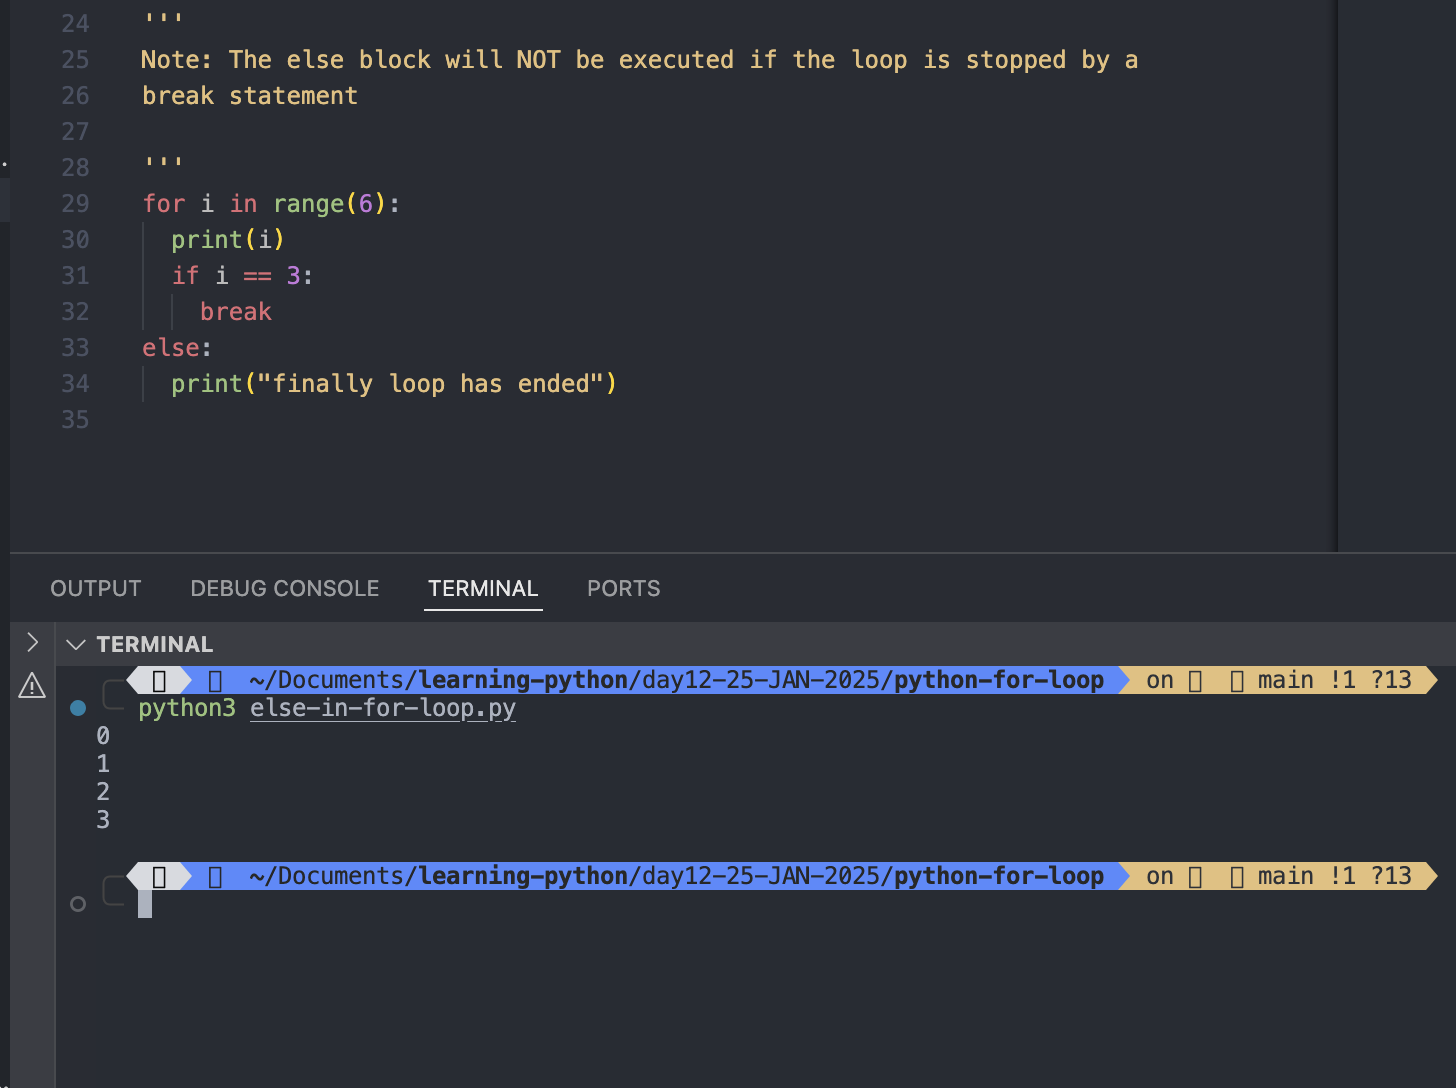 24 '''
25 Note: The else block will NOT be executed if the loop is stopped by a
26 break statement
27
28 '''
29 for i in range(6):
30   print(i)
31   if i == 3:
32     break
33 else:
34   print("finally loop has ended")
35
OUTPUT DEBUG CONSOLE TERMINAL PORTS
TERMINAL
~/Documents/learning-python/day12-25-JAN-2025/python-for-loop on main !1 ?13
python3 else-in-for-loop.py
0
1
2
3
~/Documents/learning-python/day12-25-JAN-2025/python-for-loop on main !1 ?13